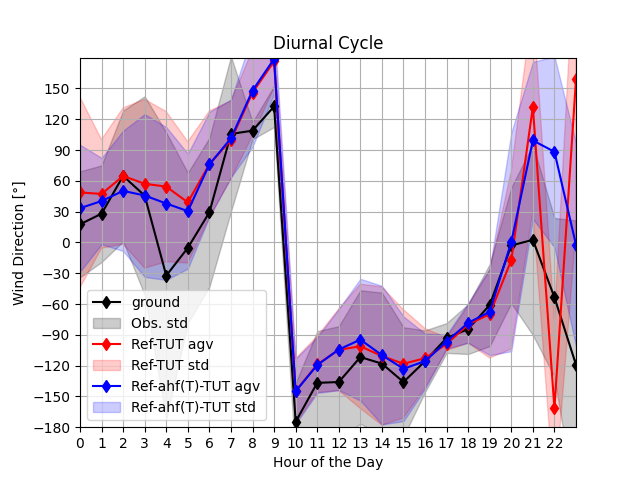 Diurnal Cycle
Wind Direction [°]
150
120
90
60
30
0
−30
−60
−90
−120
−150
−180
ground
Obs. std
Ref-TUT agv
Ref-TUT std
Ref-ahf(T)-TUT agv
Ref-ahf(T)-TUT std
0 1 2 3 4 5 6 7 8 9 10 11 12 13 14 15 16 17 18 19 20 21 22
Hour of the Day